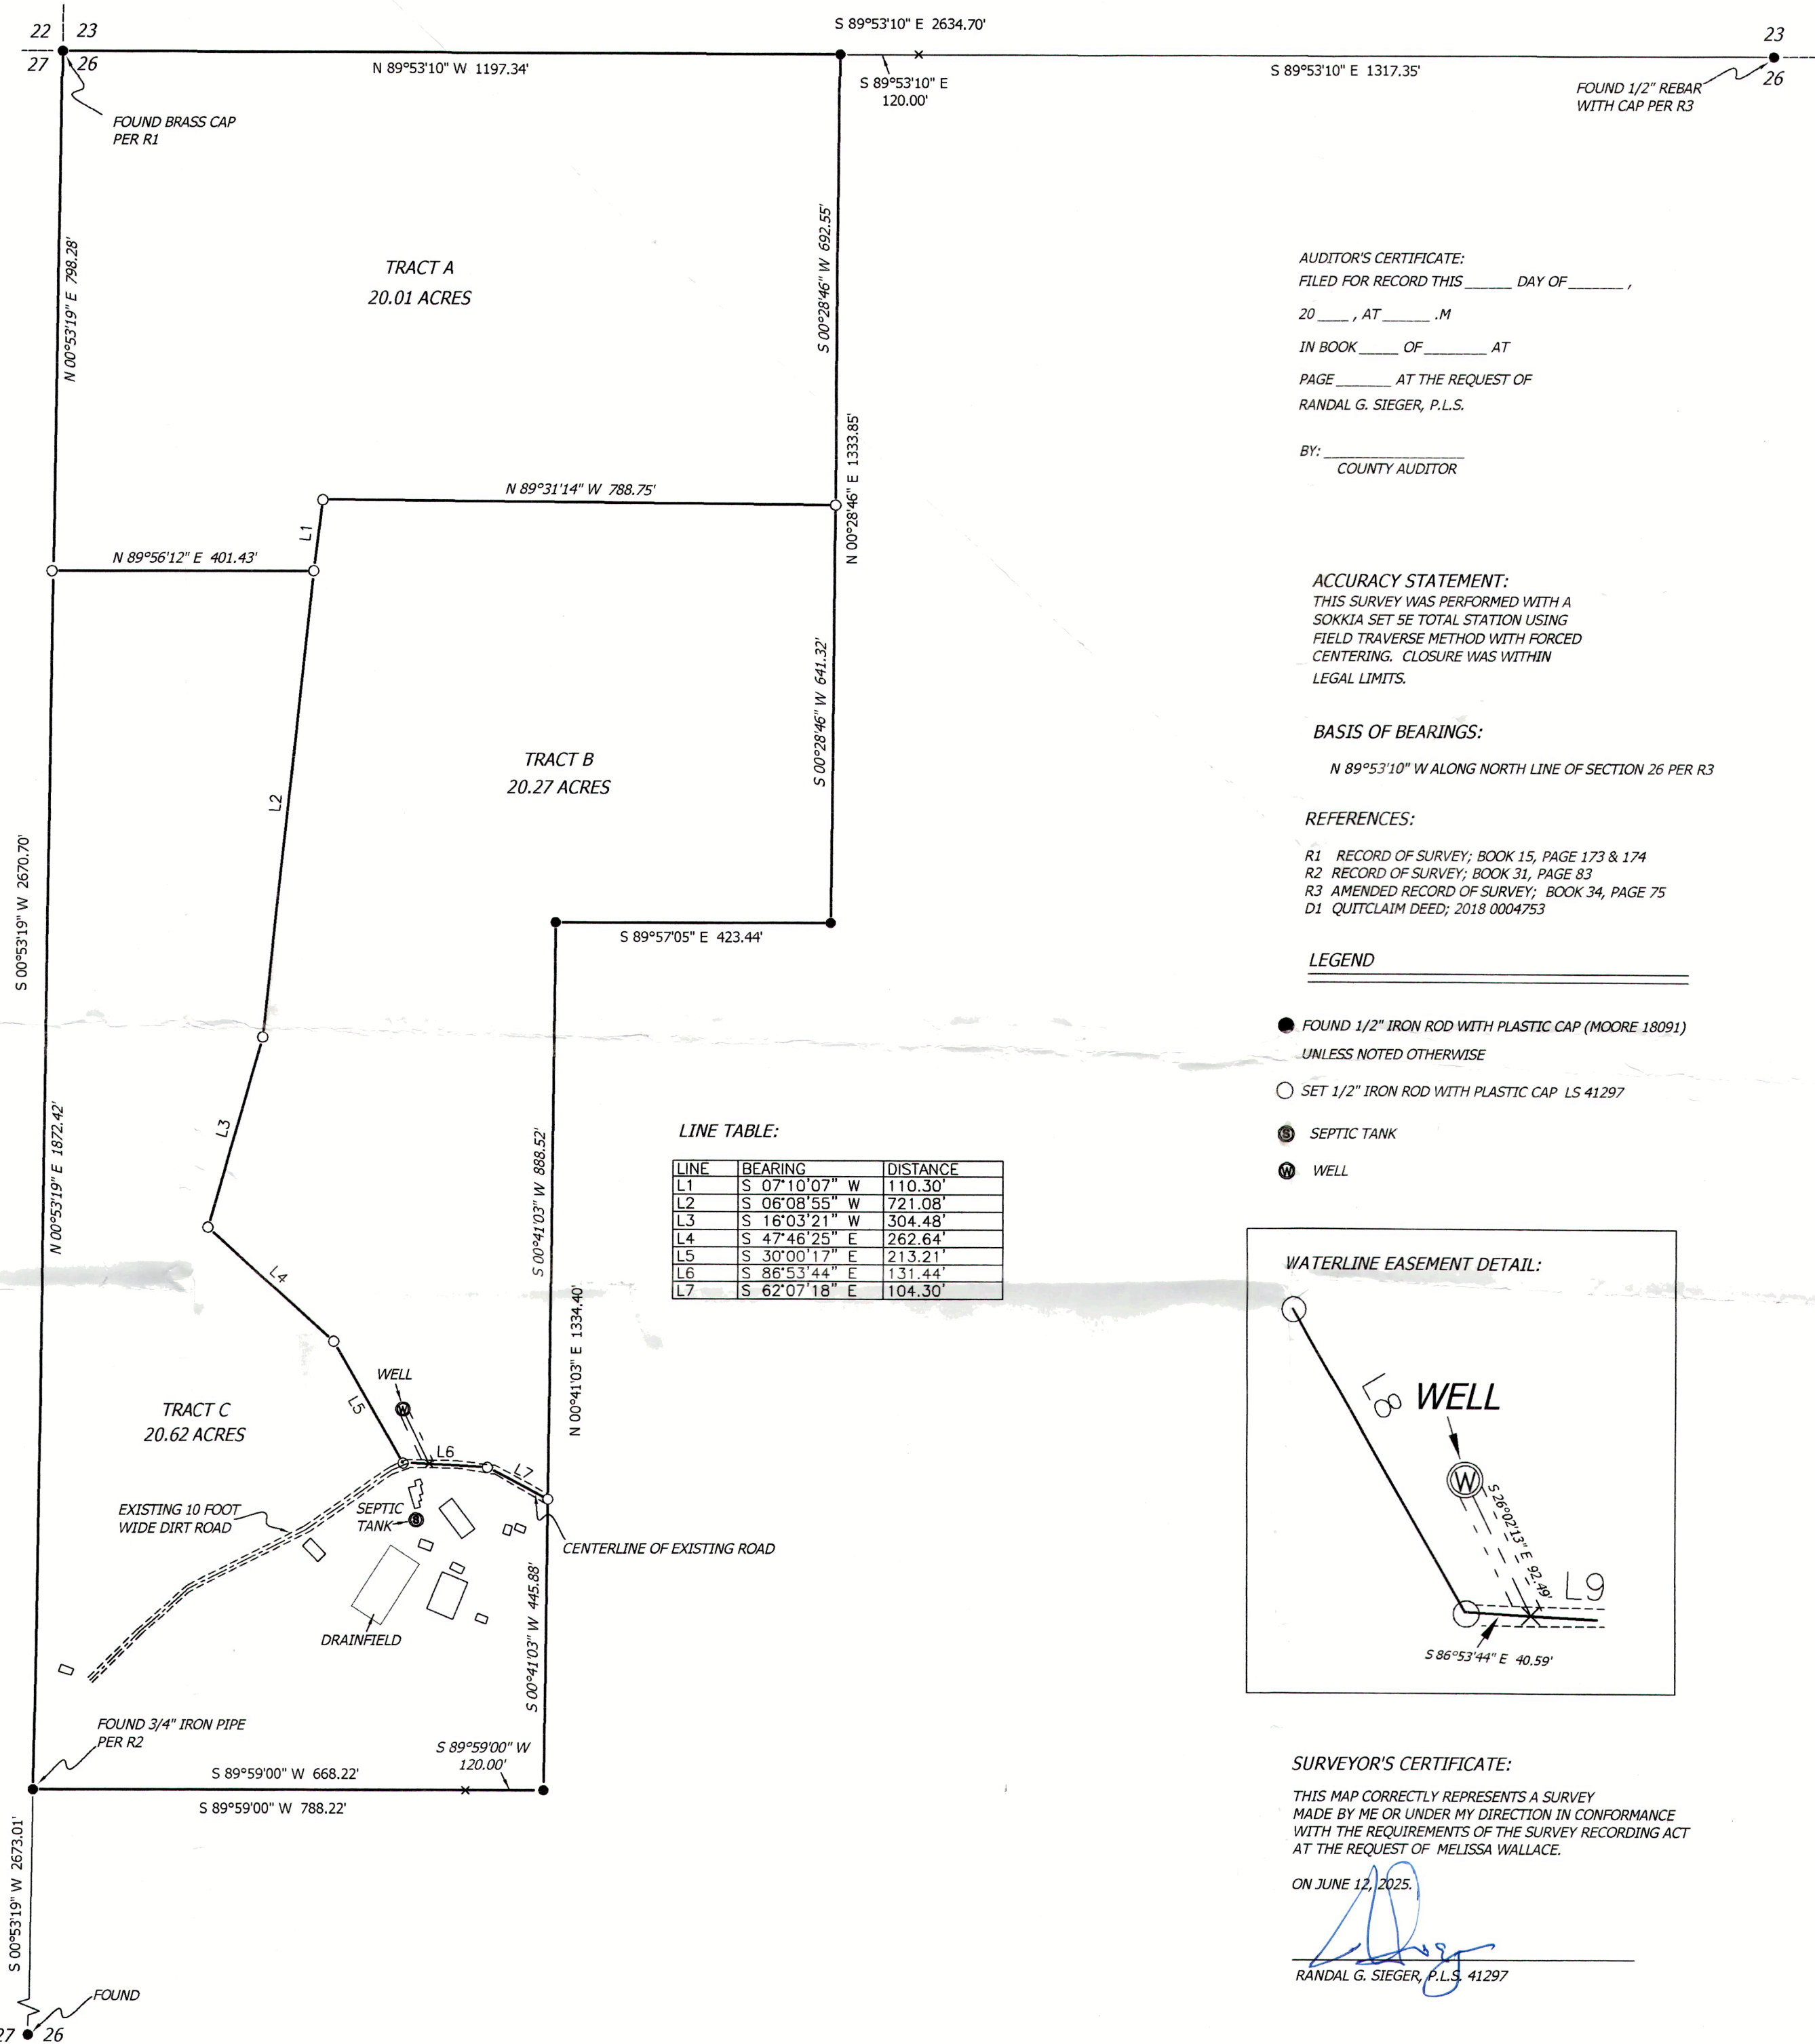 22 23
S 89°53'10" E 2634.70'
23
27 26
N 89°53'10" W 1197.34'
S 89°53'10" E
120.00'
S 89°53'10" E 1317.35'
26
FOUND 1/2" REBAR
WITH CAP PER R3
FOUND BRASS CAP
PER R1
N 00°53'19" E 798.28'
TRACT A
20.01 ACRES
S 00°28'46" W 692.55'
N 00°28'46" E 1333.85'
N 89°31'14" W 788.75'
L1
N 89°56'12" E 401.43'
L2
TRACT B
20.27 ACRES
S 00°28'46" W 641.32'
S 00°53'19" W 2670.70'
S 89°57'05" E 423.44'
L3
N 00°53'19" E 1872.42'
S 00°41'03" W 888.52'
N 00°41'03" E 1334.40'
L4
WELL
W
L5
TRACT C
20.62 ACRES
L6
L7
EXISTING 10 FOOT
WIDE DIRT ROAD
SEPTIC
TANK
S
CENTERLINE OF EXISTING ROAD
DRAINFIELD
S 00°41'03" W 445.88'
FOUND 3/4" IRON PIPE
PER R2
S 89°59'00" W
120.00'
S 89°59'00" W 668.22'
S 89°59'00" W 788.22'
S 00°53'19" W 2673.01'
FOUND
27 26
LINE TABLE:
LINE BEARING DISTANCE
L1 S 07°10'07" W 110.30'
L2 S 06°08'55" W 721.08'
L3 S 16°03'21" W 304.48'
L4 S 47°46'25" E 262.64'
L5 S 30°00'17" E 213.21'
L6 S 86°53'44" E 131.44'
L7 S 62°07'18" E 104.30'
AUDITOR'S CERTIFICATE:
FILED FOR RECORD THIS ______ DAY OF _______ ,
20 ____ , AT ______ .M
IN BOOK _____ OF ________ AT
PAGE _______ AT THE REQUEST OF
RANDAL G. SIEGER, P.L.S.
BY: __________________
COUNTY AUDITOR
ACCURACY STATEMENT:
THIS SURVEY WAS PERFORMED WITH A
SOKKIA SET 5E TOTAL STATION USING
FIELD TRAVERSE METHOD WITH FORCED
CENTERING. CLOSURE WAS WITHIN
LEGAL LIMITS.
BASIS OF BEARINGS:
N 89°53'10" W ALONG NORTH LINE OF SECTION 26 PER R3
REFERENCES:
R1 RECORD OF SURVEY; BOOK 15, PAGE 173 & 174
R2 RECORD OF SURVEY; BOOK 31, PAGE 83
R3 AMENDED RECORD OF SURVEY; BOOK 34, PAGE 75
D1 QUITCLAIM DEED; 2018 0004753
LEGEND
FOUND 1/2" IRON ROD WITH PLASTIC CAP (MOORE 18091)
UNLESS NOTED OTHERWISE
SET 1/2" IRON ROD WITH PLASTIC CAP LS 41297
S SEPTIC TANK
W WELL
WATERLINE EASEMENT DETAIL:
L8
WELL
W
S 26°02'13" E 92.49'
L9
S 86°53'44" E 40.59'
SURVEYOR'S CERTIFICATE:
THIS MAP CORRECTLY REPRESENTS A SURVEY
MADE BY ME OR UNDER MY DIRECTION IN CONFORMANCE
WITH THE REQUIREMENTS OF THE SURVEY RECORDING ACT
AT THE REQUEST OF MELISSA WALLACE.
ON JUNE 12, 2025.
RANDAL G. SIEGER, P.L.S. 41297